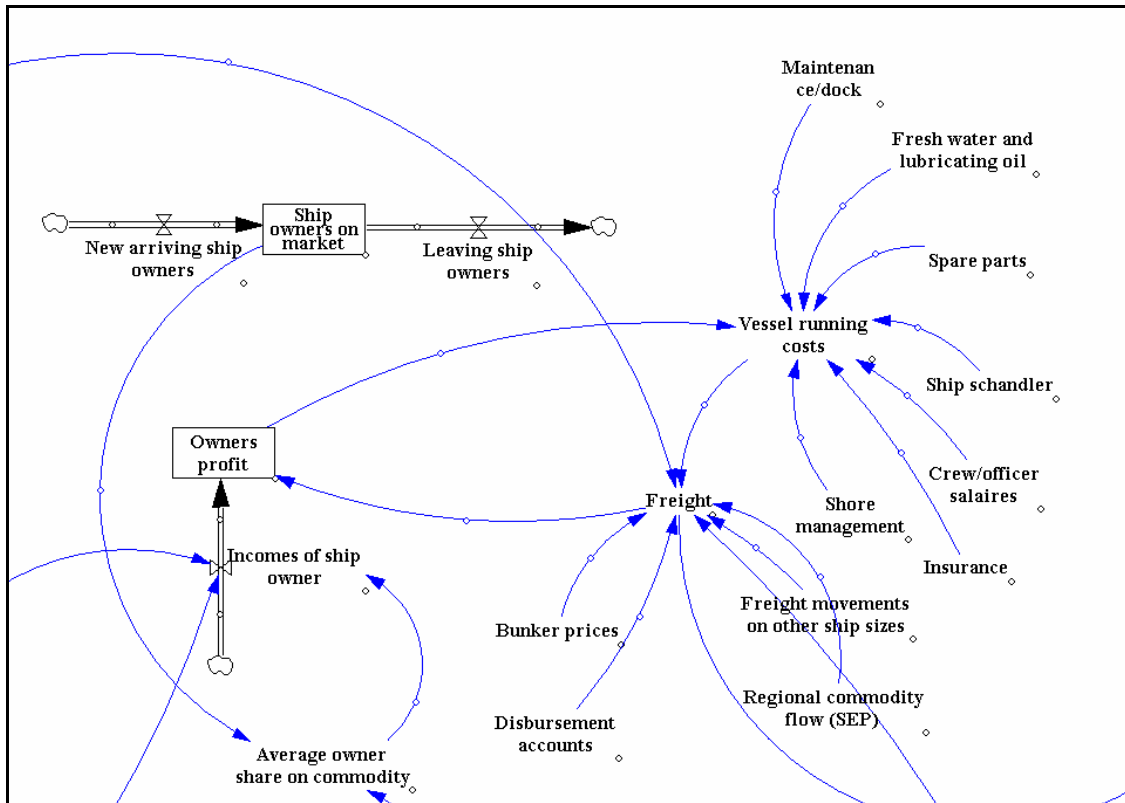 Maintenan
ce/dock
Fresh water and
lubricating oil
Ship
owners on
market
New arriving ship
owners
Leaving ship
owners
Spare parts
Vessel running
costs
Ship schandler
Owners
profit
Crew/officer
salaires
Freight
Shore
management
Incomes of ship
owner
Insurance
Freight movements
on other ship sizes
Bunker prices
Regional commodity
flow (SEP)
Disbursement
accounts
Average owner
share on commodity